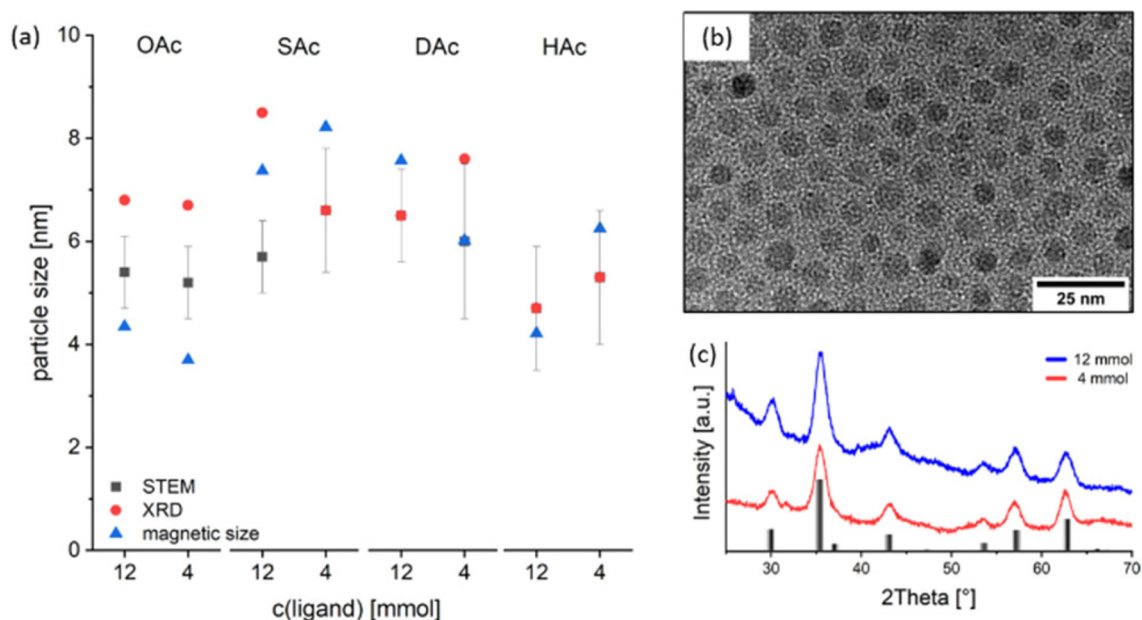 (a)
10
8
6
4
2
0
particle size [nm]
OAc SAc DAc HAc
STEM
XRD
magnetic size
12 4 12 4 12 4 12 4
c(ligand) [mmol]
(b)
25 nm
(c)
12 mmol
4 mmol
Intensity [a.u.]
30 40 50 60 70
2Theta [°]